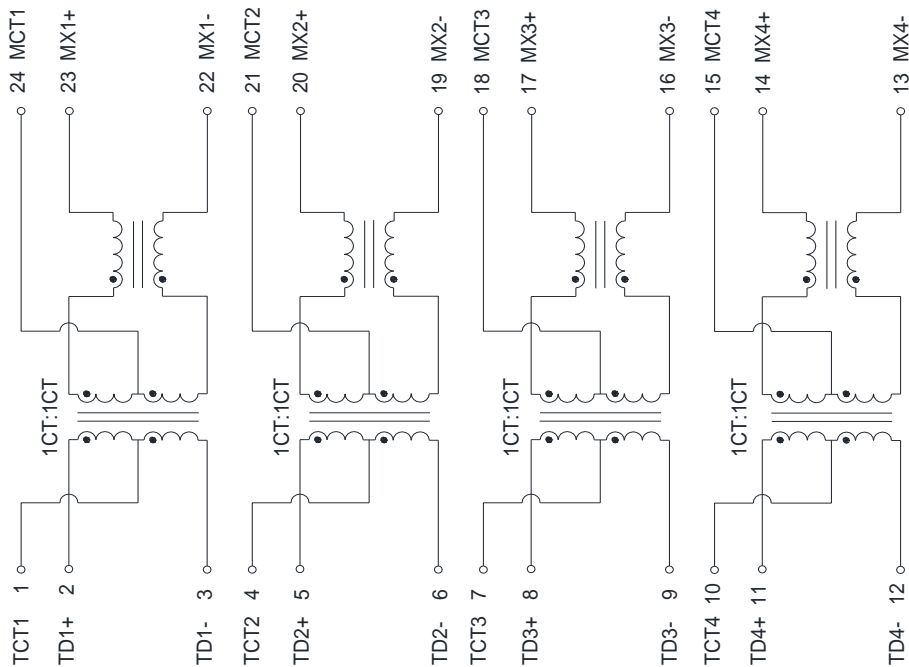 24 MCT1
23 MX1+
22 MX1-
21 MCT2
20 MX2+
19 MX2-
18 MCT3
17 MX3+
16 MX3-
15 MCT4
14 MX4+
13 MX4-
1CT:1CT
1CT:1CT
1CT:1CT
1CT:1CT
TCT1 1
TD1+ 2
TD1- 3
TCT2 4
TD2+ 5
TD2- 6
TCT3 7
TD3+ 8
TD3- 9
TCT4 10
TD4+ 11
TD4- 12